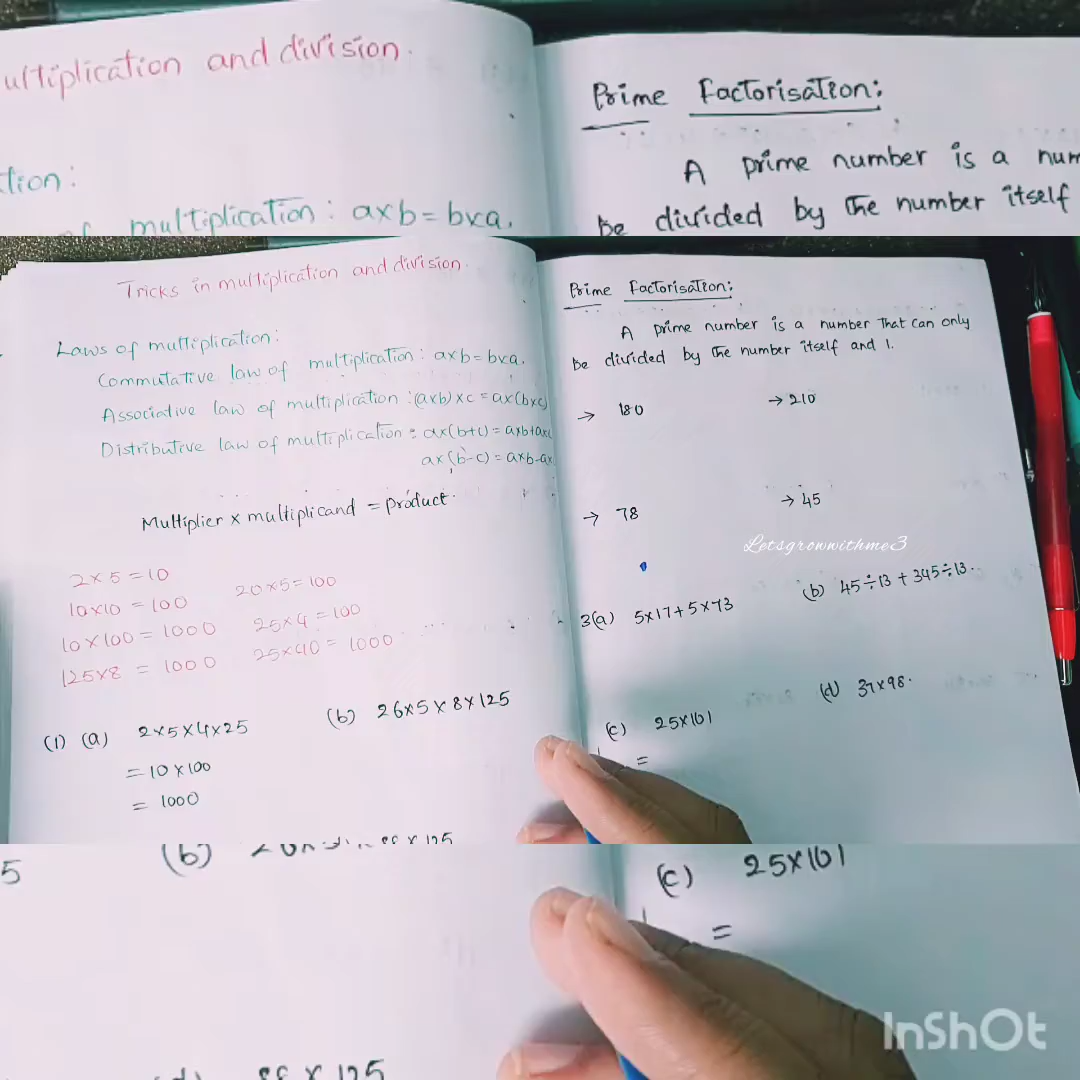 ultiplication and division.
tion:
multiplication: a×b = b×a.
Prime Factorisation:
A prime number is a num
be divided by the number itself
Tricks in multiplication and division.
Laws of multiplication:
Commutative law of multiplication: a×b = b×a.
Associative law of multiplication: (a×b)×c = a×(b×c)
Distributive law of multiplication: a×(b+c) = a×b+a×c
a×(b-c) = a×b-a×
Multiplier × multiplicand = product.
2×5 = 10
10×10 = 100
20×5 = 100
10×100 = 1000
25×4 = 100
125×8 = 1000
25×40 = 1000
(1) (a) 2×5×4×25
(b) 26×5×8×125
= 10×100
= 1000
Prime Factorisation:
A prime number is a number that can only
be divided by the number itself and 1.
→ 180
→ 210
→ 78
→ 45
Letsgrowwithme3
3(a) 5×17+5×73
(b) 45÷13 + 345÷13.
(c) 25×101
(d) 37×98.
=
5
(b)
×125
(c) 25×101
=
×125
InShOt